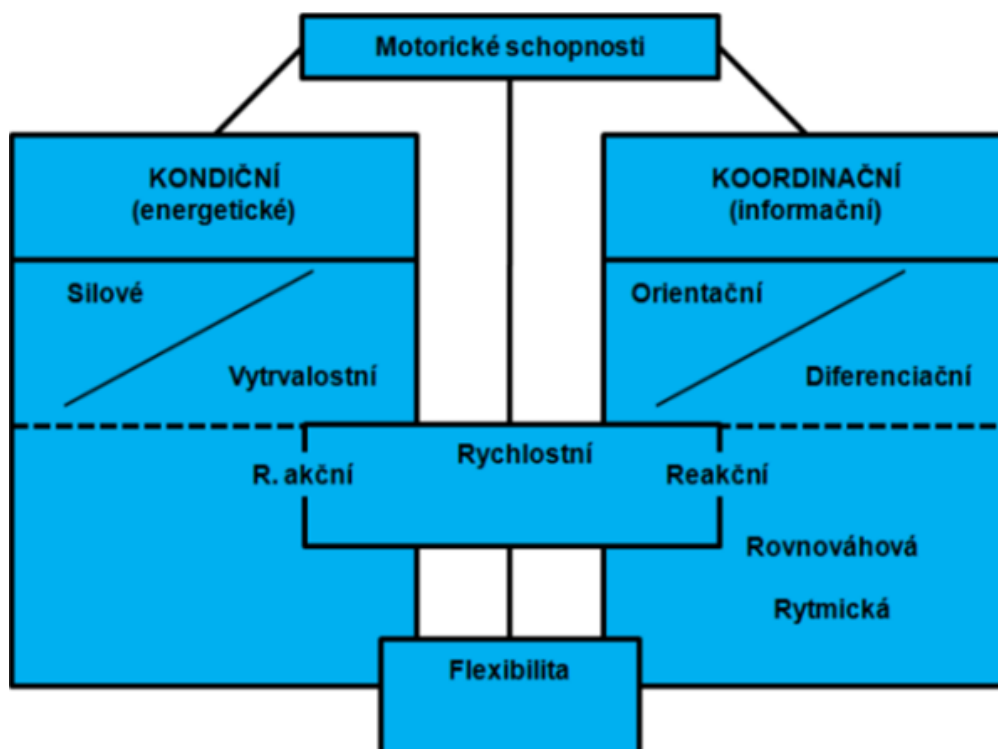 Motorické schopnosti
KONDIČNÍ
(energetické)
KOORDINAČNÍ
(informační)
Silové
Vytrvalostní
Orientační
Diferenciační
Rychlostní
R. akční
Reakční
Rovnováhová
Rytmická
Flexibilita